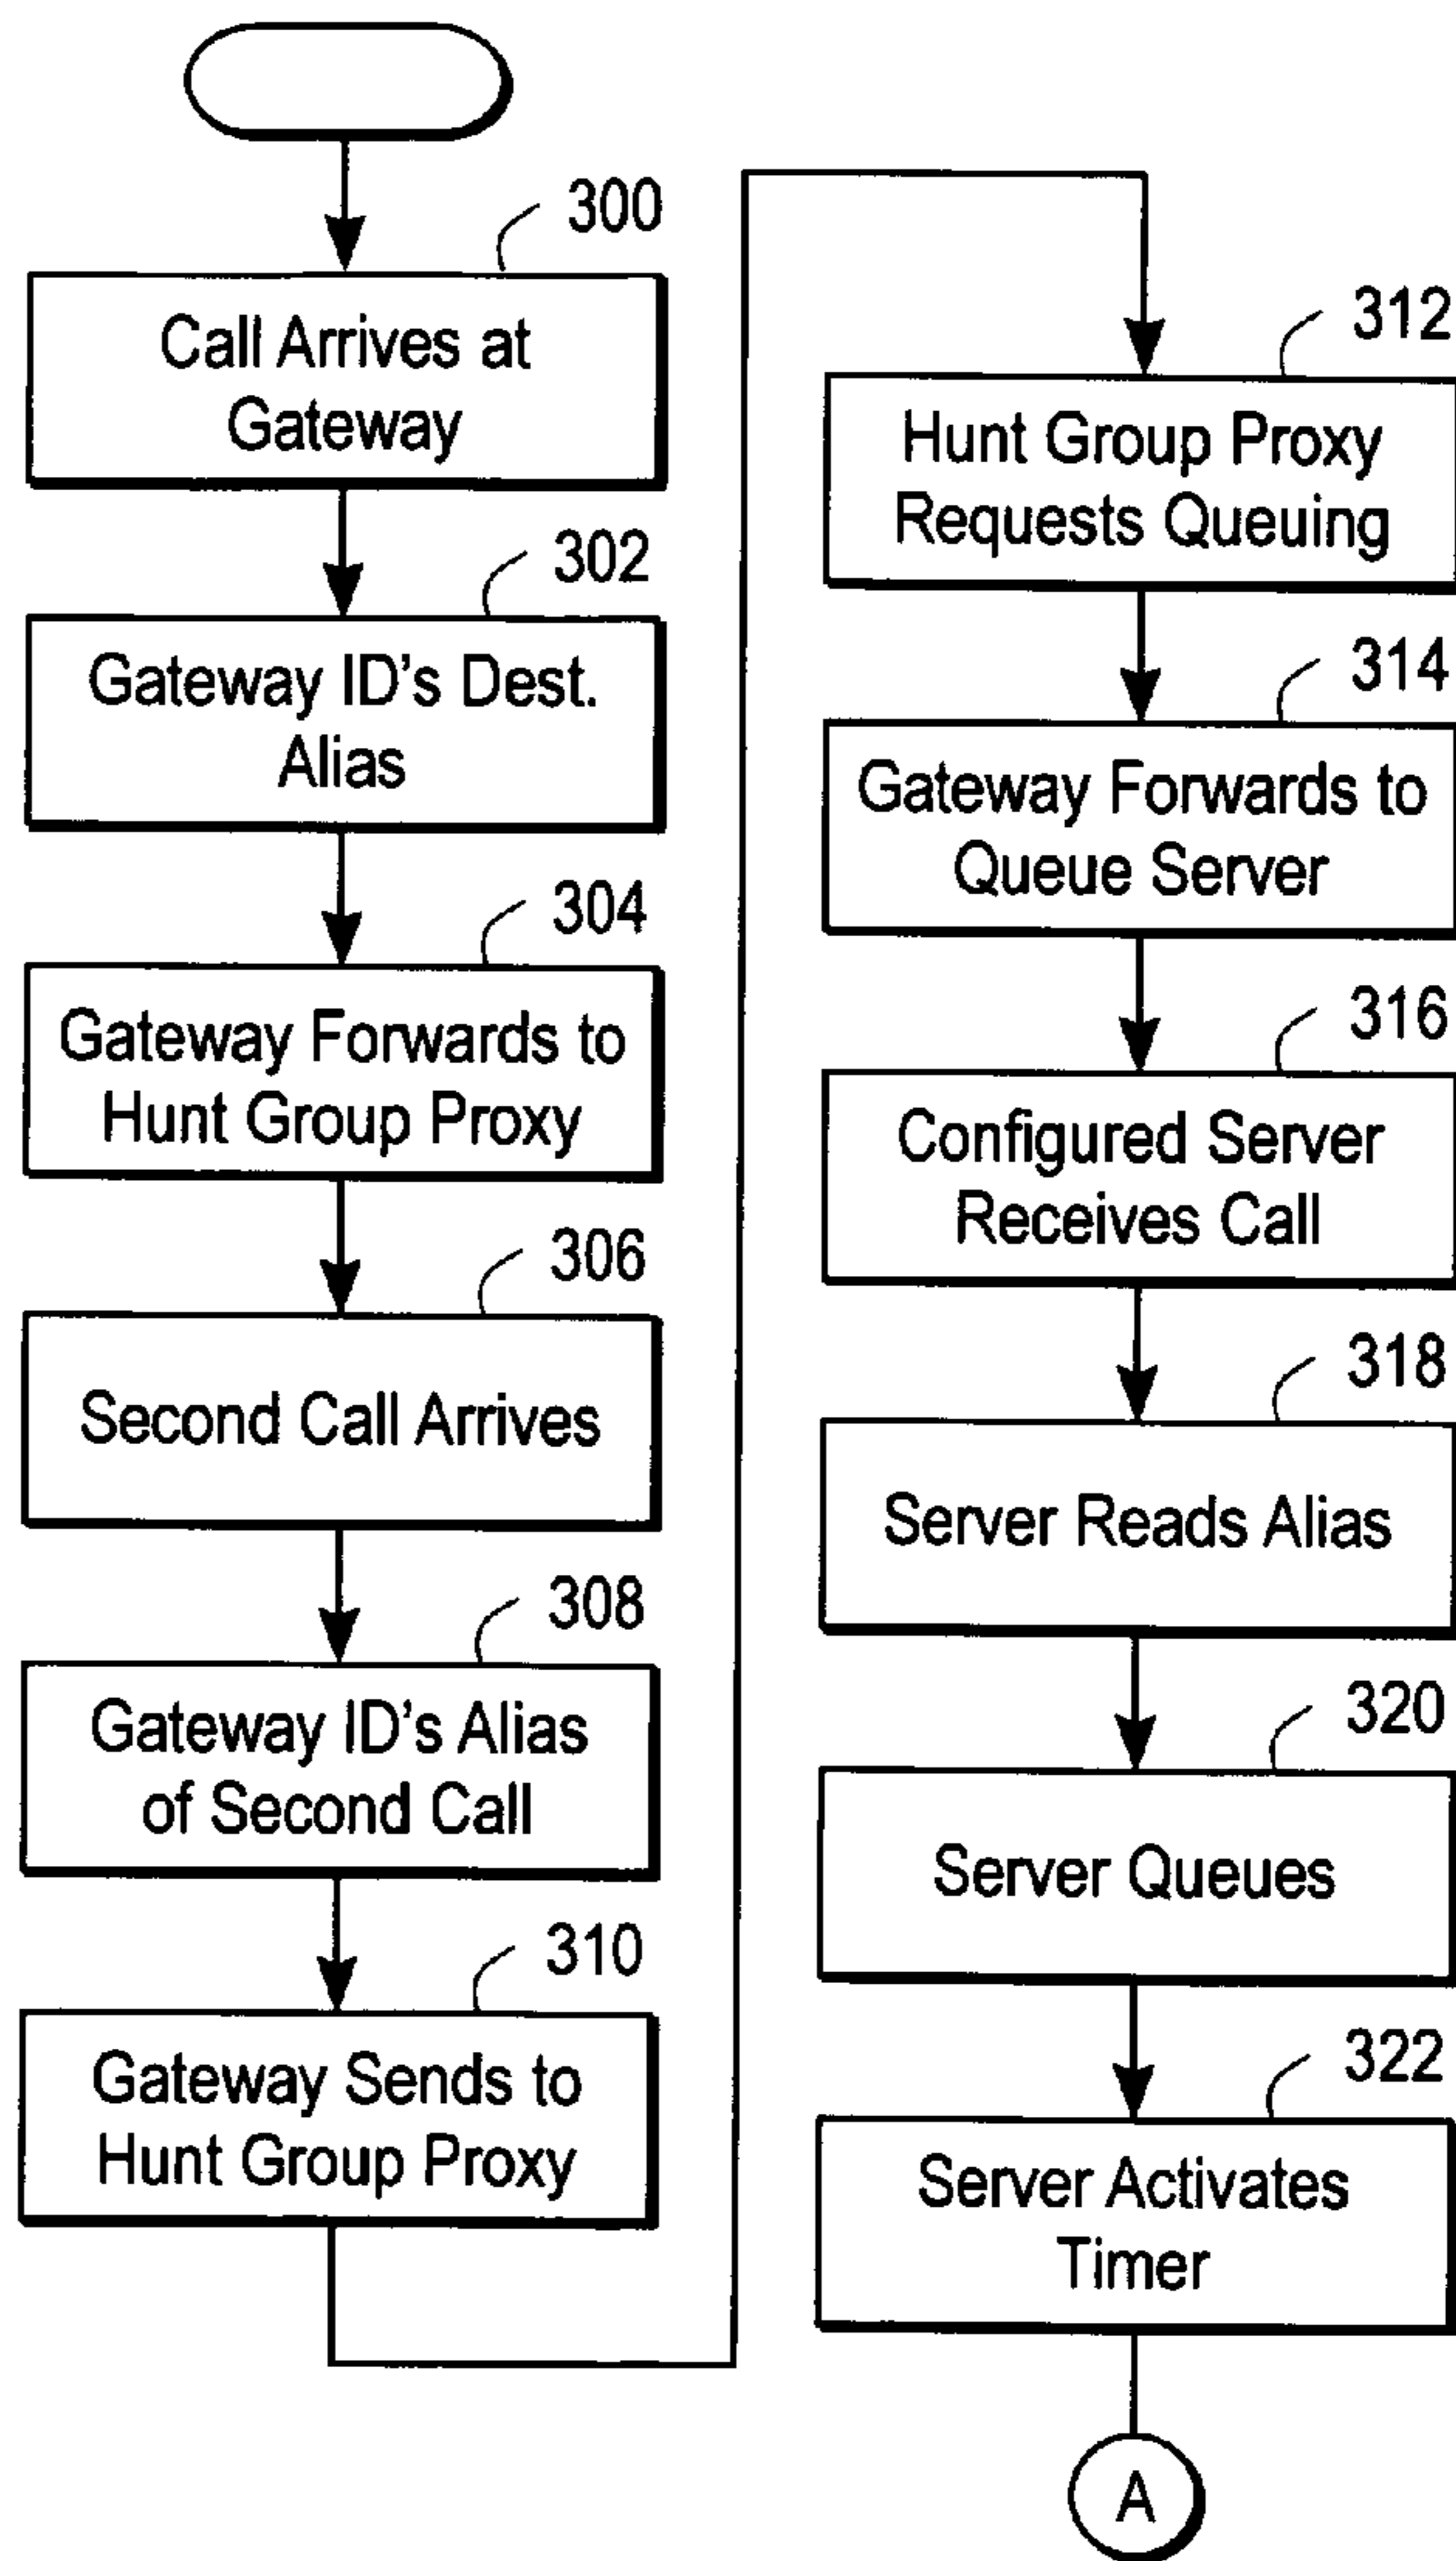 300
Call Arrives at
Gateway
302
Gateway ID's Dest.
Alias
304
Gateway Forwards to
Hunt Group Proxy
306
Second Call Arrives
308
Gateway ID's Alias
of Second Call
310
Gateway Sends to
Hunt Group Proxy
312
Hunt Group Proxy
Requests Queuing
314
Gateway Forwards to
Queue Server
316
Configured Server
Receives Call
318
Server Reads Alias
320
Server Queues
322
Server Activates
Timer
A